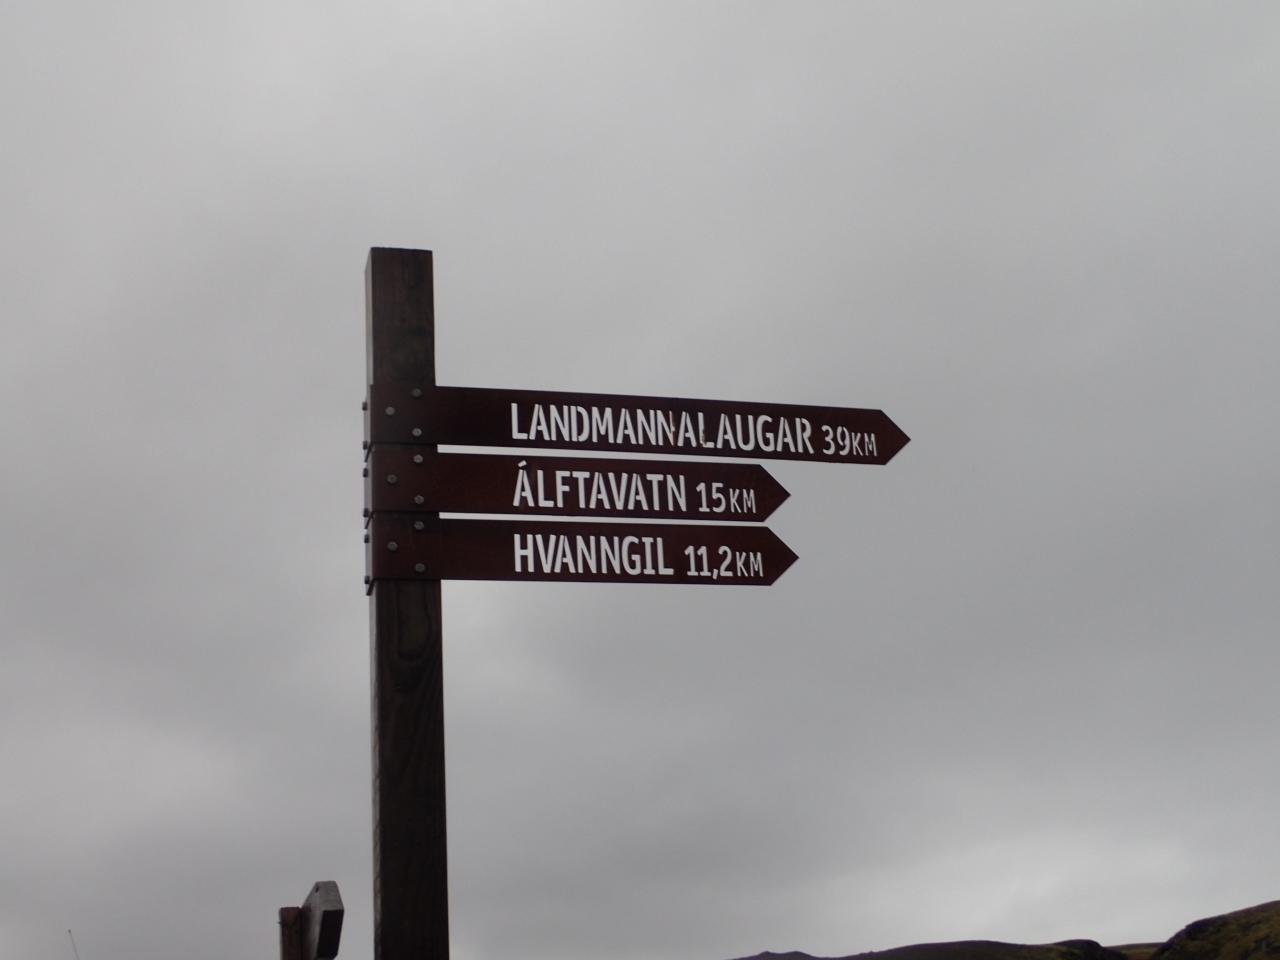 LANDMANNALAUGAR 39KM
ÁLFTAVATN 15KM
HVANNGIL 11,2KM